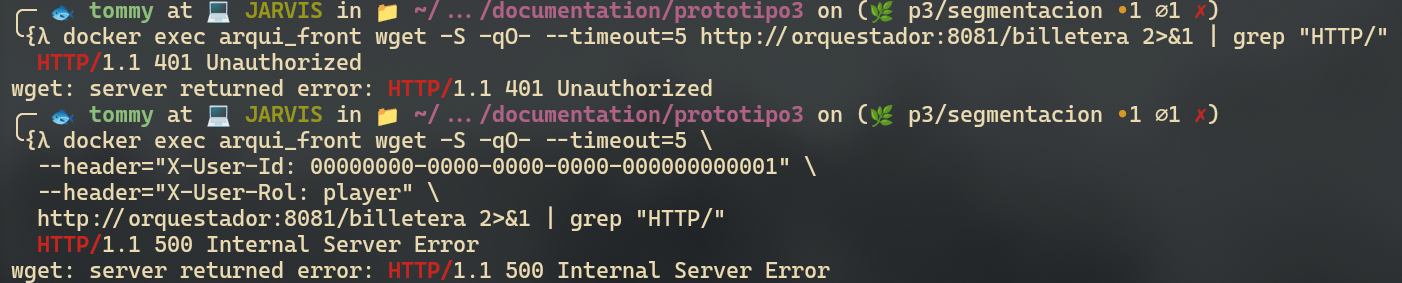 🐟 tommy at 💻 JARVIS in 📁 ~/…/documentation/prototipo3 on (🌿 p3/segmentacion •1 ⌀1 ✗)
{λ docker exec arqui_front wget -S -qO- --timeout=5 http://orquestador:8081/billetera 2>&1 | grep "HTTP/"
HTTP/1.1 401 Unauthorized
wget: server returned error: HTTP/1.1 401 Unauthorized
🐟 tommy at 💻 JARVIS in 📁 ~/…/documentation/prototipo3 on (🌿 p3/segmentacion •1 ⌀1 ✗)
{λ docker exec arqui_front wget -S -qO- --timeout=5 \
--header="X-User-Id: 00000000-0000-0000-0000-000000000001" \
--header="X-User-Rol: player" \
http://orquestador:8081/billetera 2>&1 | grep "HTTP/"
HTTP/1.1 500 Internal Server Error
wget: server returned error: HTTP/1.1 500 Internal Server Error